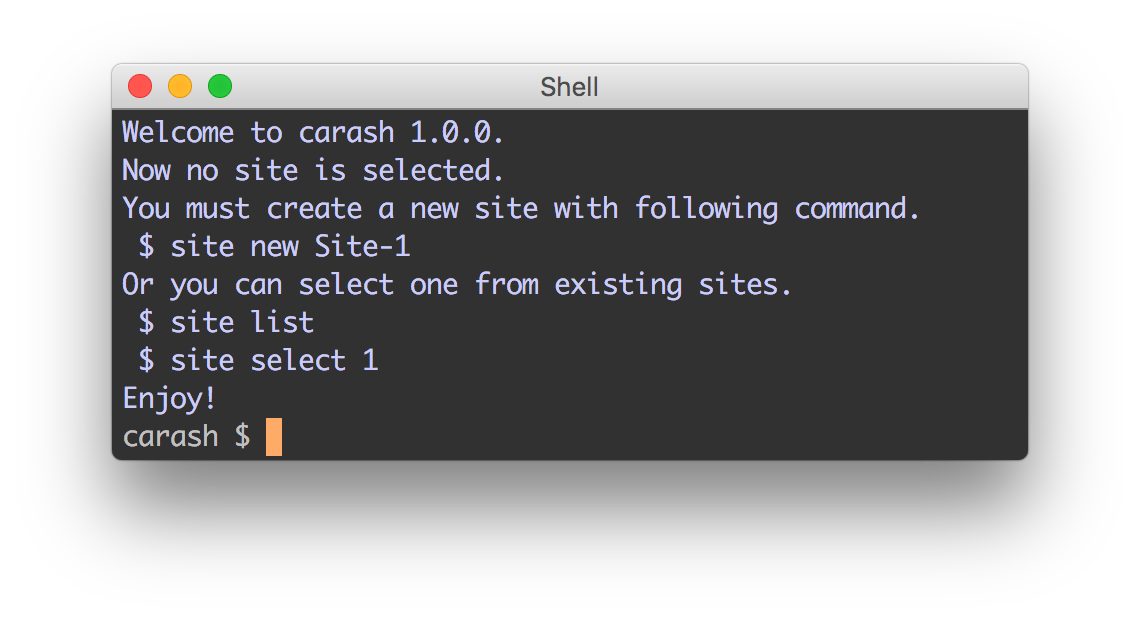 Shell
Welcome to carash 1.0.0.
Now no site is selected.
You must create a new site with following command.
 $ site new Site-1
Or you can select one from existing sites.
 $ site list
 $ site select 1
Enjoy!
carash $